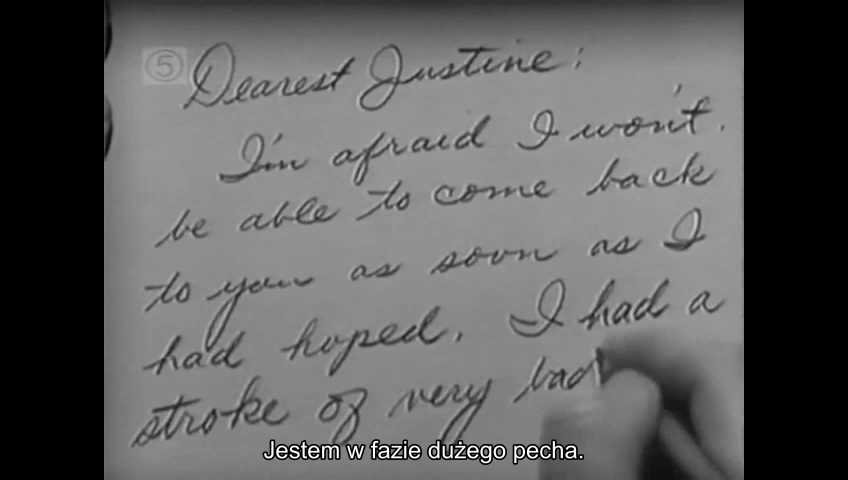 ⑤
Dearest Justine:
I'm afraid I won't
be able to come back
to you as soon as I
had hoped. I had a
stroke of very bad
Jestem w fazie dużego pecha.